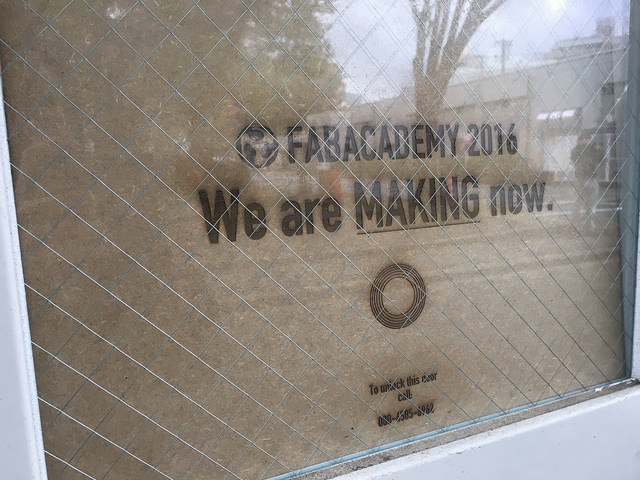 FABACADEMY 2016
We are MAKING now.
To unlock this door
call: